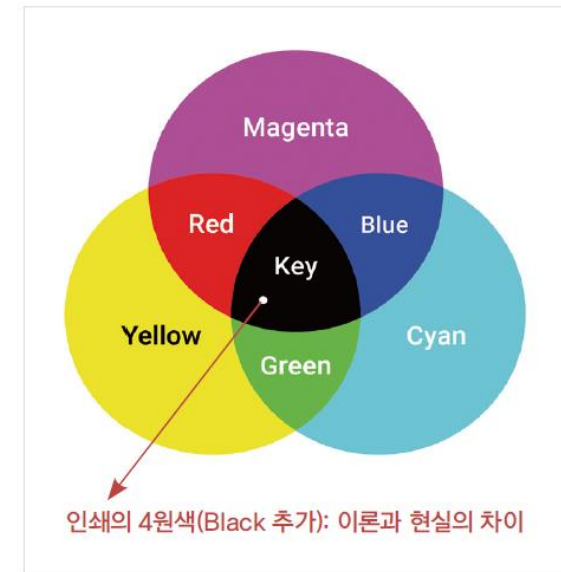 Magenta
Red
Blue
Key
Yellow
Cyan
Green
인쇄의 4원색(Black 추가): 이론과 현실의 차이